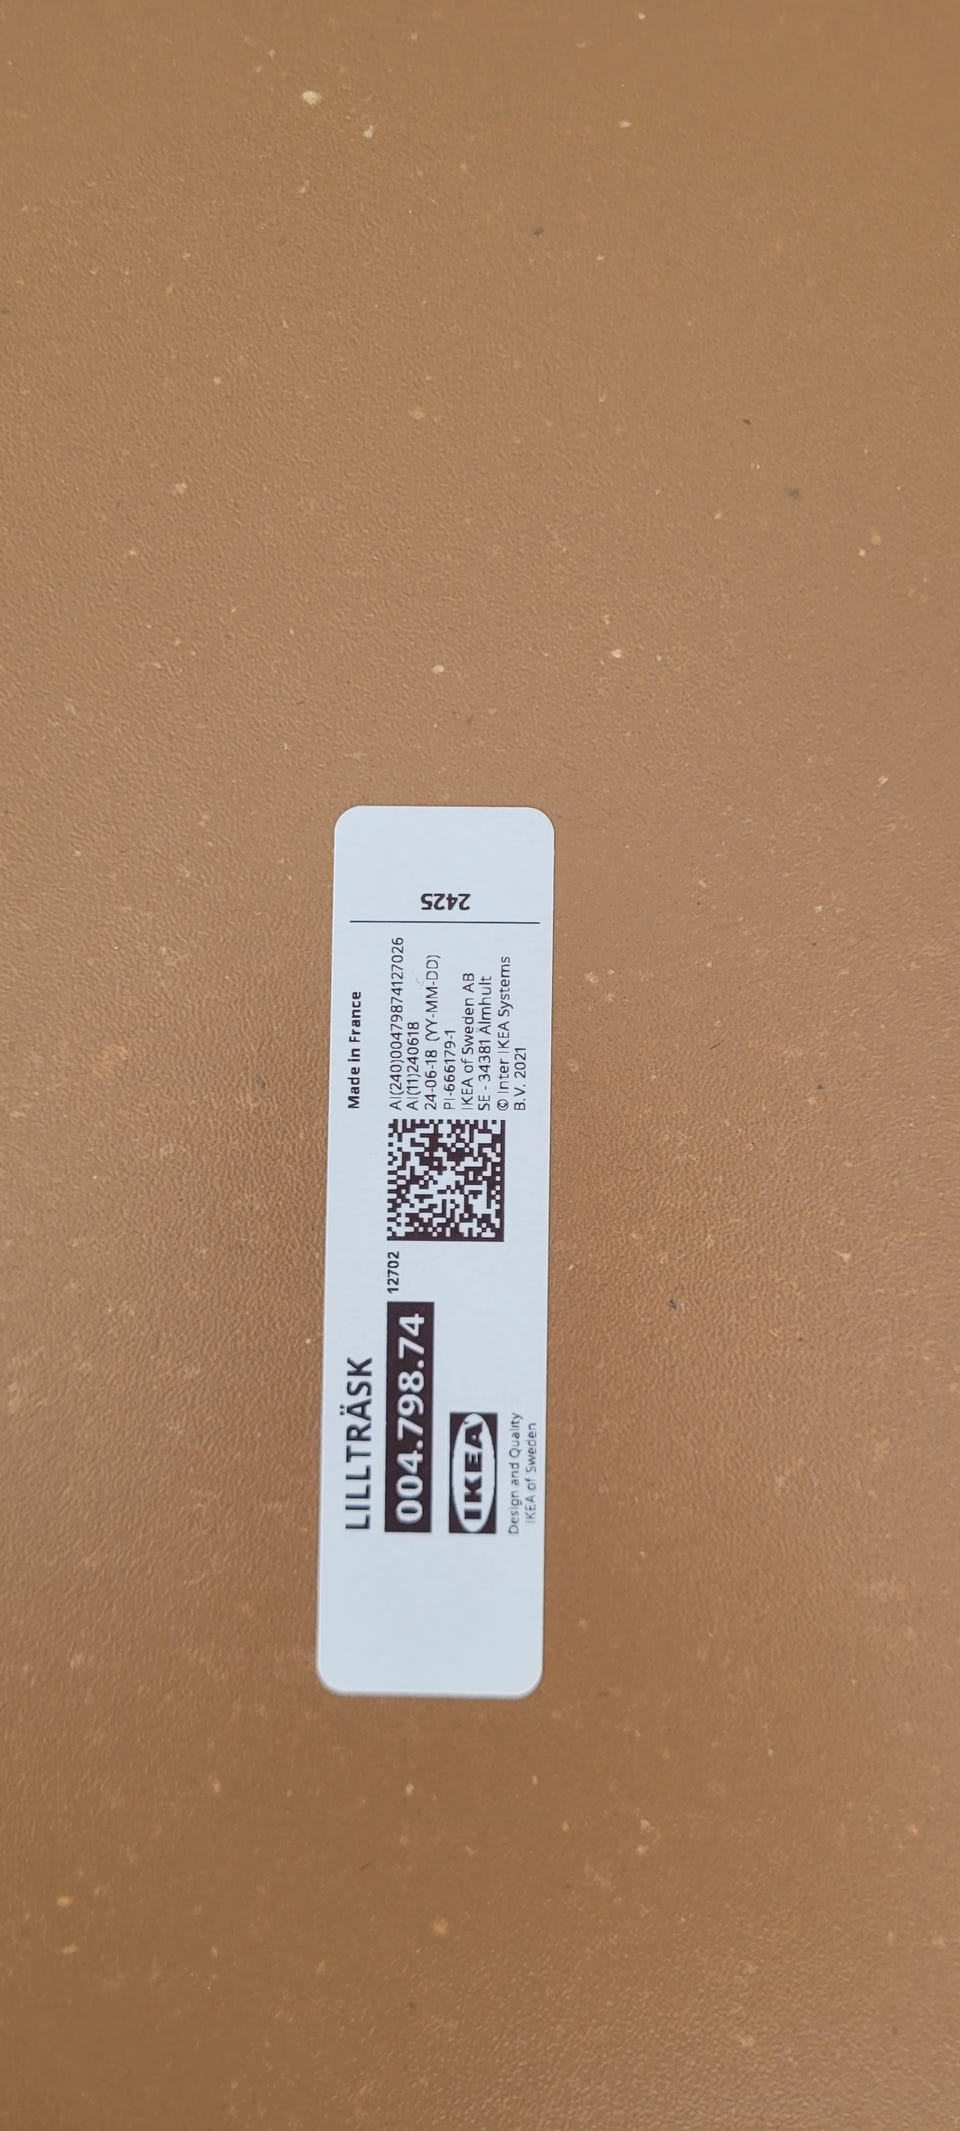 LILLTRÄSK
Made in France
004.798.74
12702
AI(240)00479874127026
AI(11)240618
24-06-18 (YY-MM-DD)
PI-666179-1
IKEA of Sweden AB
SE - 34381 Älmhult
© Inter IKEA Systems
B.V. 2021
IKEA
Design and Quality
IKEA of Sweden
2425